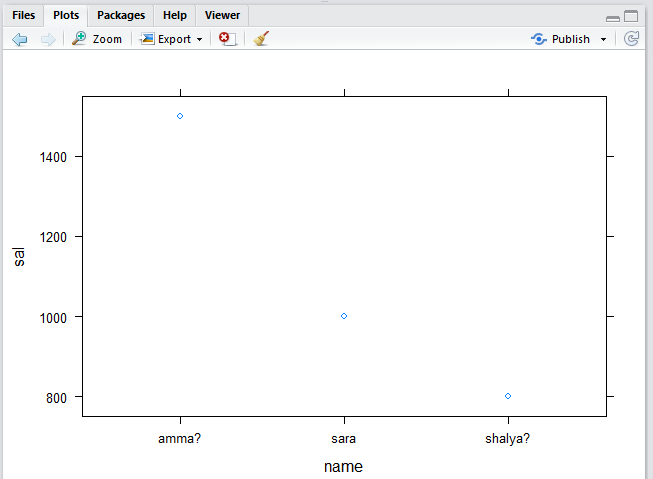 Files Plots Packages Help Viewer
Zoom Export Publish
1400
1200
1000
800
sal
amma? sara shalya?
name